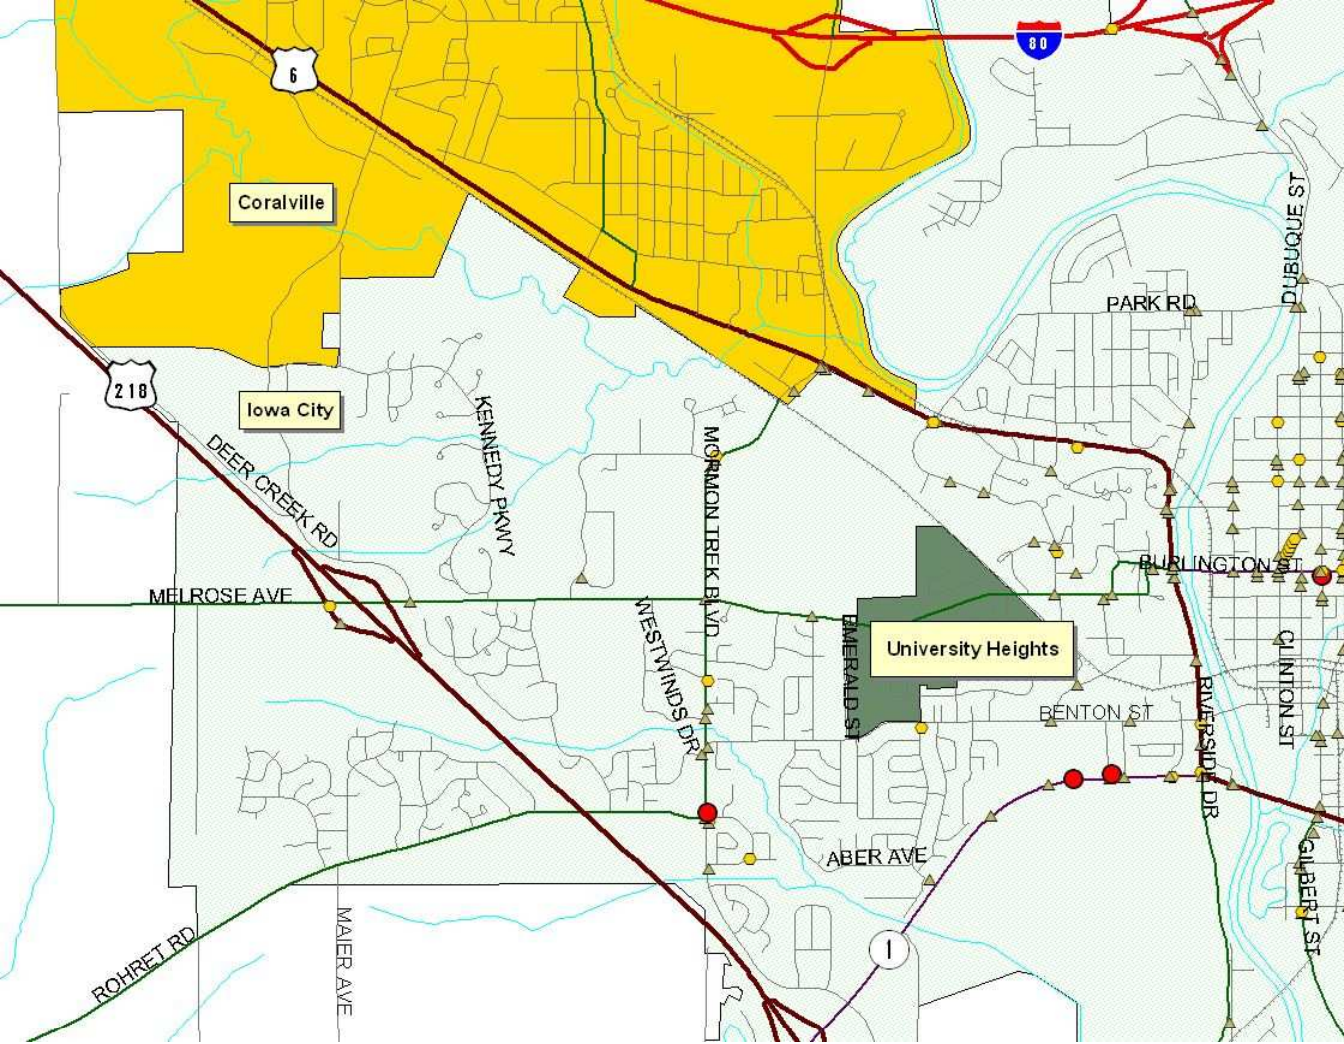 80
6
Coralville
DUBUQUE ST
PARK RD
218
Iowa City
KENNEDY PKWY
DEER CREEK RD
MORMON TREK BLVD
BURLINGTON ST
MELROSE AVE
WESTWINDS DR
EMERALD ST
University Heights
CLINTON ST
RIVERSIDE DR
BENTON ST
ABER AVE
GILBERT ST
MAIER AVE
ROHRET RD
1